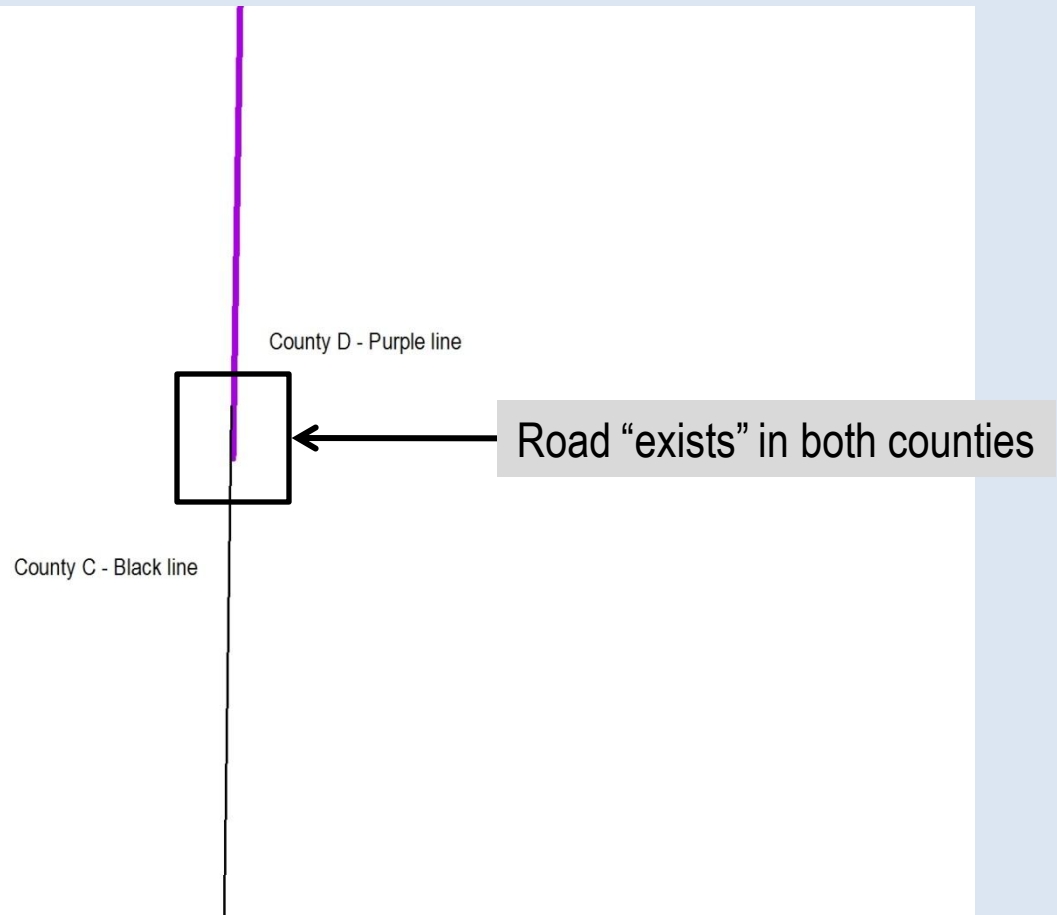 County D - Purple line
Road “exists” in both counties
County C - Black line